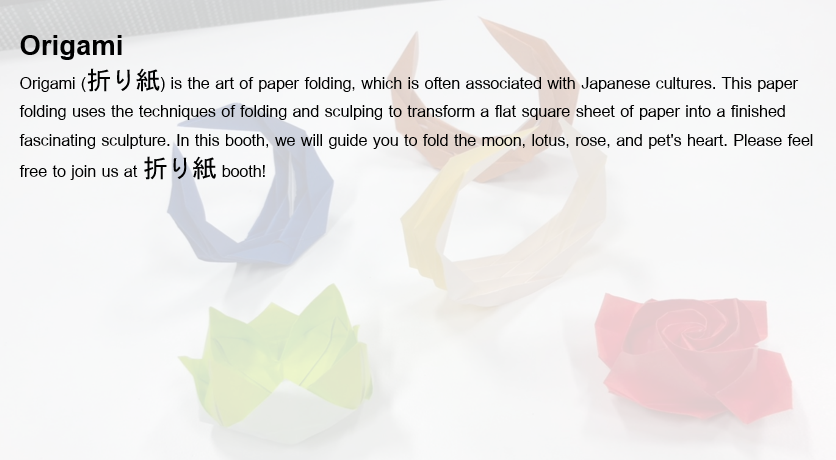 Origami
Origami (折り紙) is the art of paper folding, which is often associated with Japanese cultures. This paper
folding uses the techniques of folding and sculping to transform a flat square sheet of paper into a finished
fascinating sculpture. In this booth, we will guide you to fold the moon, lotus, rose, and pet's heart. Please feel
free to join us at 折り紙 booth!